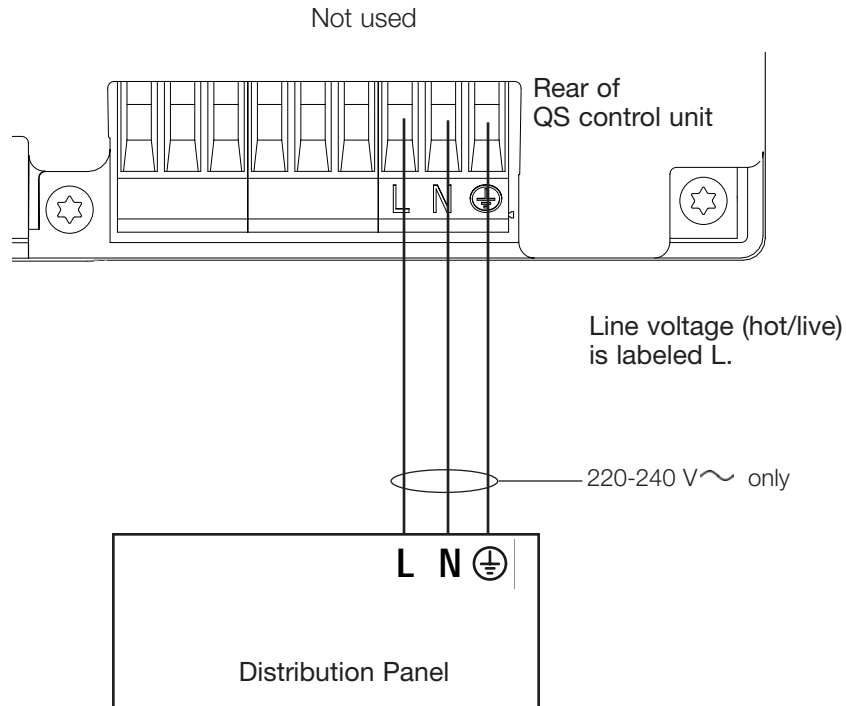 Not used
Rear of
QS control unit
L N
Line voltage (hot/live)
is labeled L.
220-240 V~ only
L N
Distribution Panel